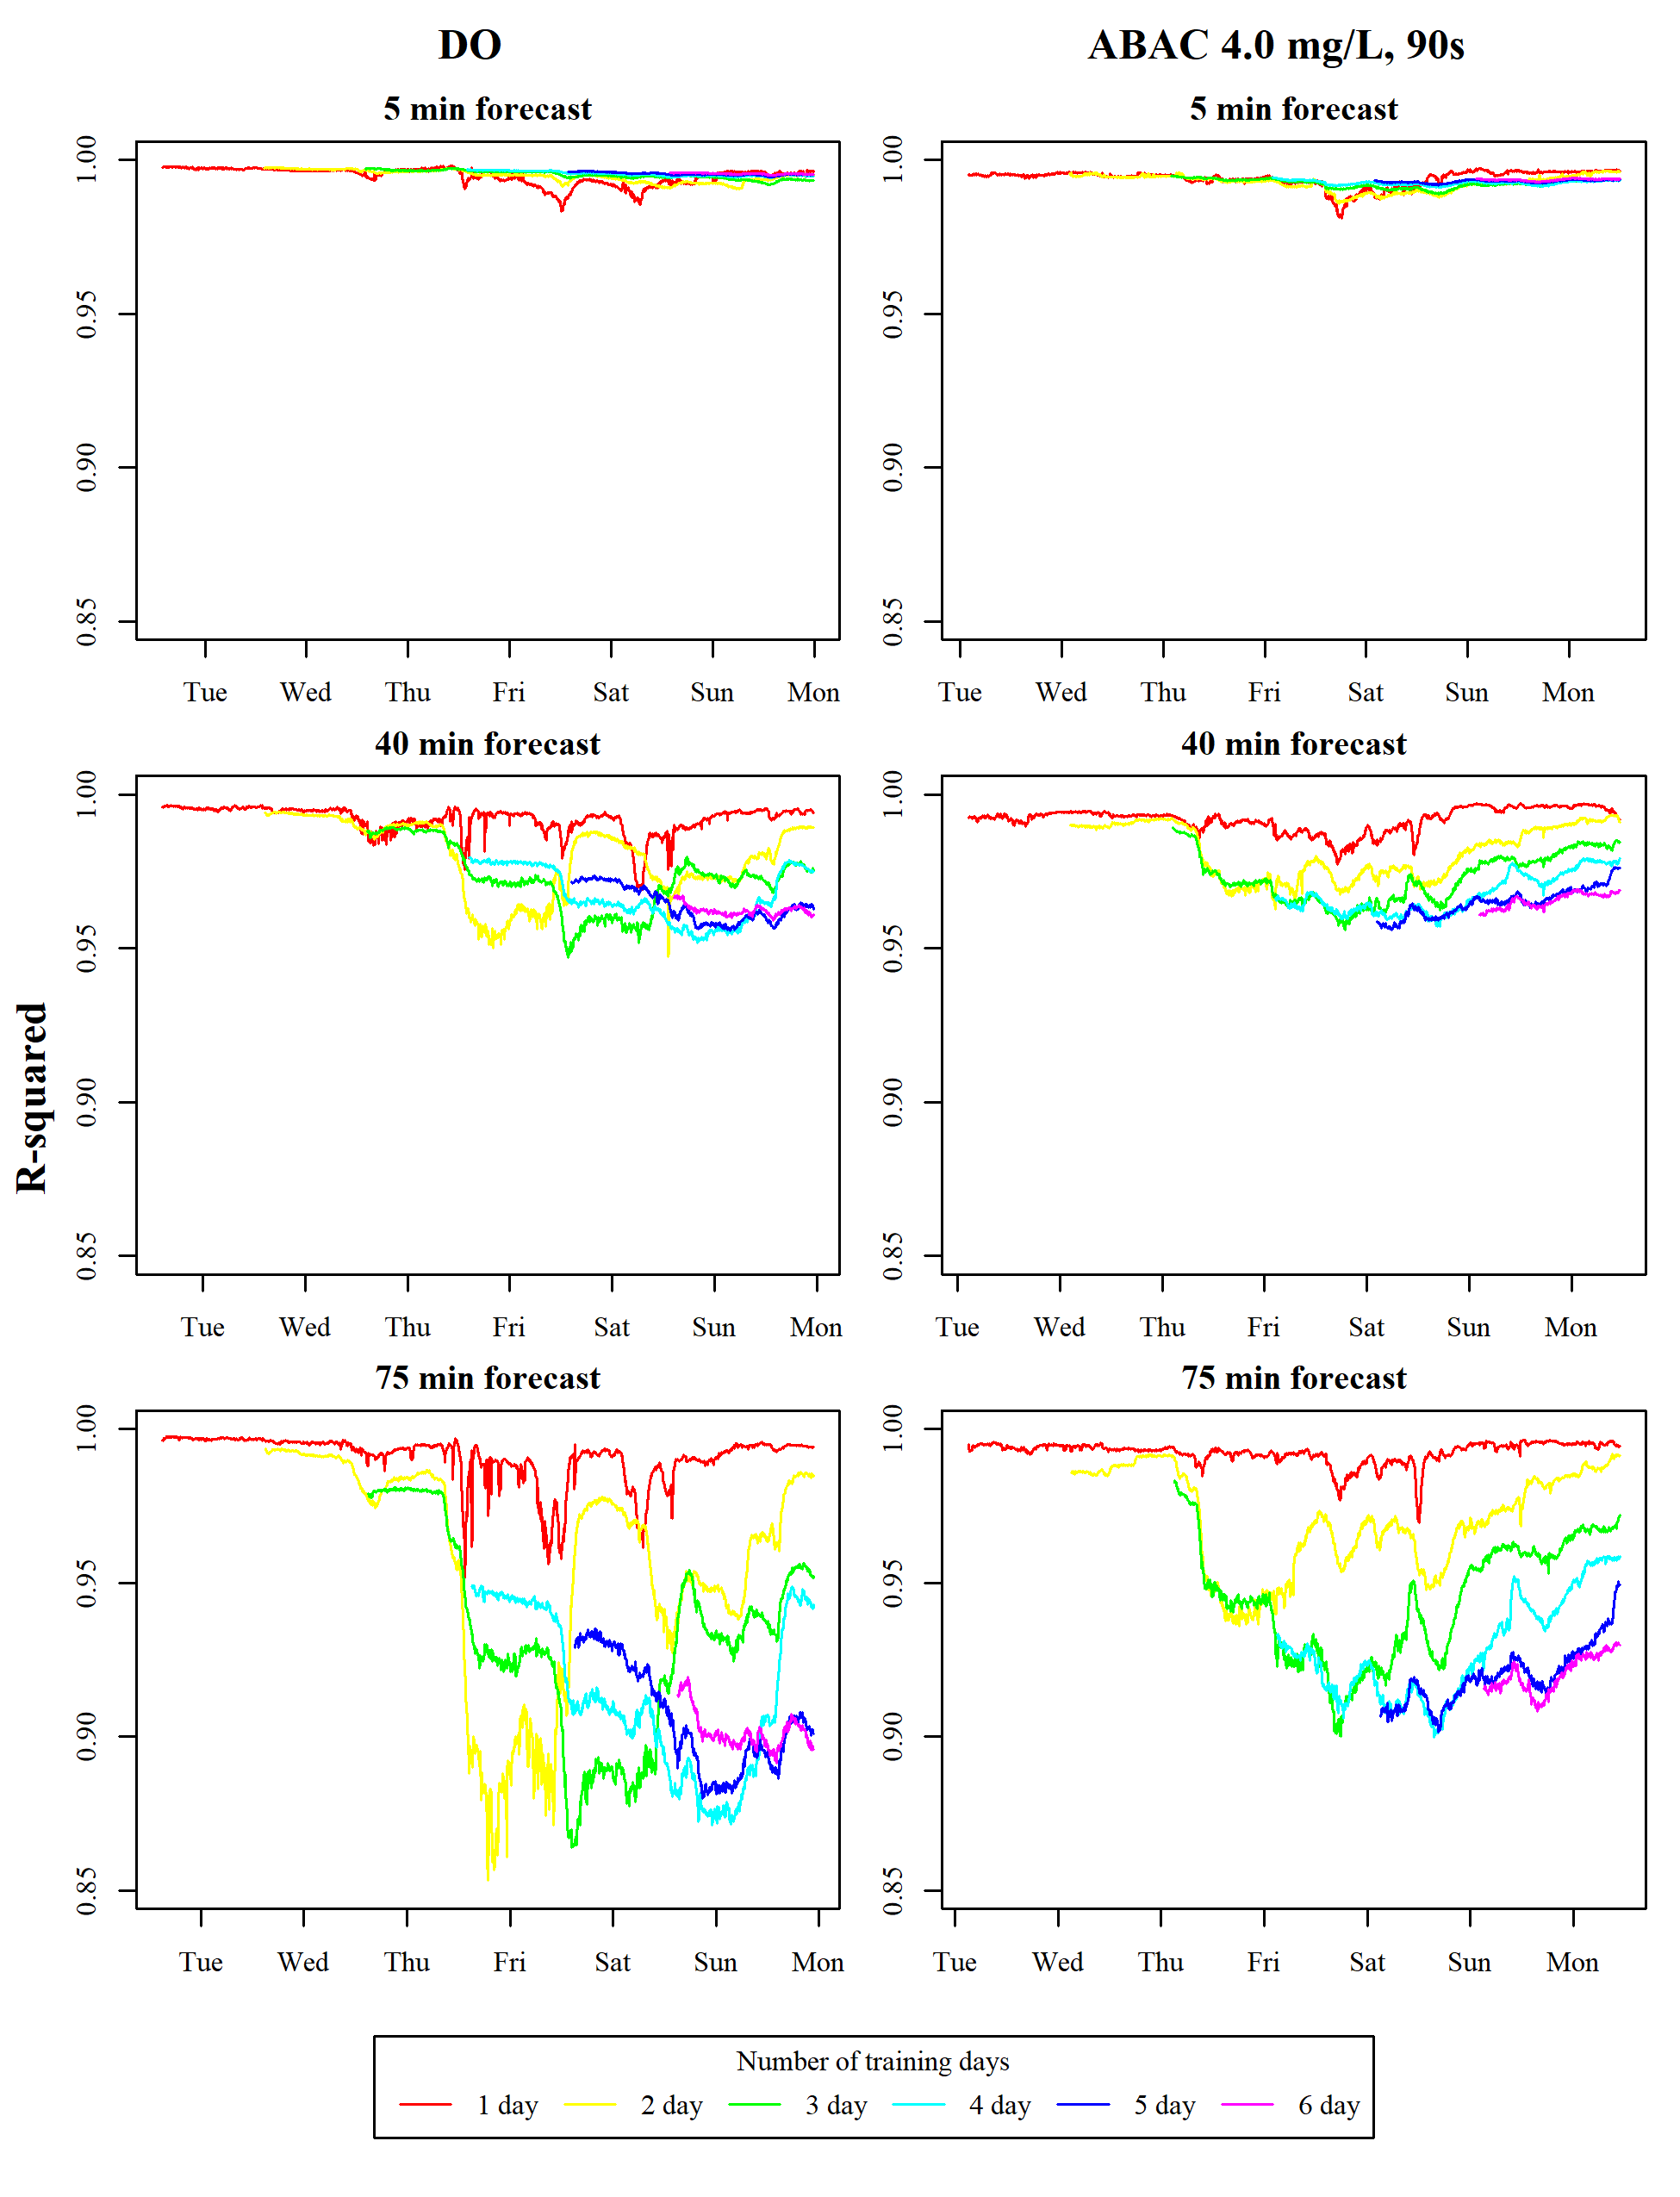 DO
ABAC 4.0 mg/L, 90s
5 min forecast
5 min forecast
1.00
0.95
0.90
0.85
Tue Wed Thu Fri Sat Sun Mon
1.00
0.95
0.90
0.85
Tue Wed Thu Fri Sat Sun Mon
R-squared
40 min forecast
40 min forecast
1.00
0.95
0.90
0.85
Tue Wed Thu Fri Sat Sun Mon
1.00
0.95
0.90
0.85
Tue Wed Thu Fri Sat Sun Mon
75 min forecast
75 min forecast
1.00
0.95
0.90
0.85
Tue Wed Thu Fri Sat Sun Mon
1.00
0.95
0.90
0.85
Tue Wed Thu Fri Sat Sun Mon
Number of training days
1 day 2 day 3 day 4 day 5 day 6 day